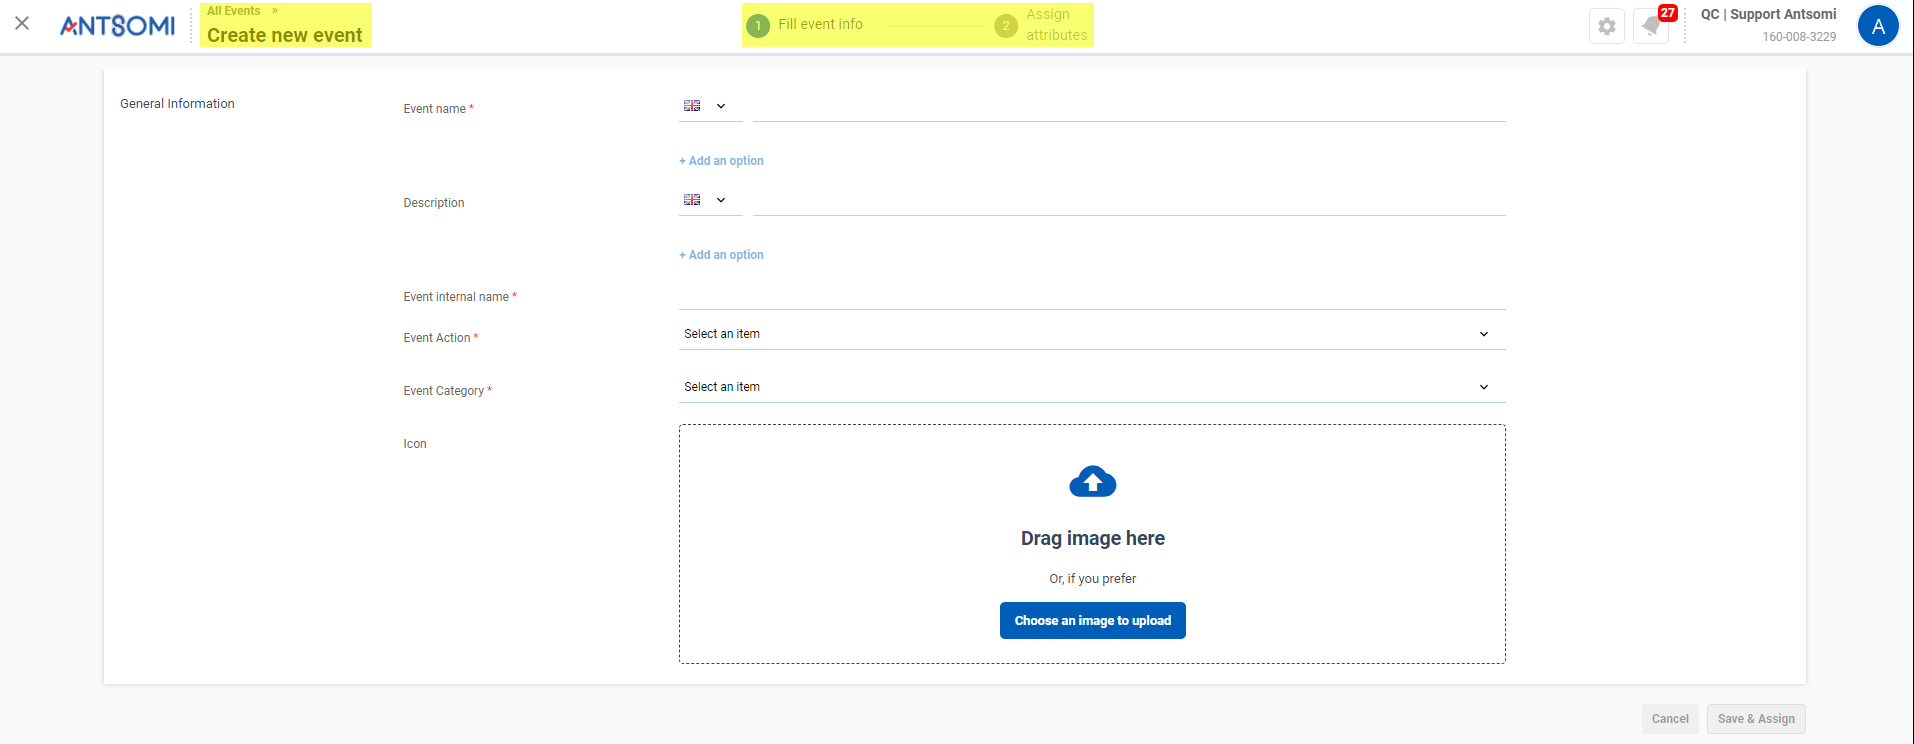 ANTSOMI
All Events »
Create new event
1 Fill event info
2 Assign
attributes
27
QC | Support Antsomi
160-008-3229
A
General Information
Event name *
+ Add an option
Description
+ Add an option
Event internal name *
Event Action *
Select an item
Event Category *
Select an item
Icon
Drag image here
Or, if you prefer
Choose an image to upload
Cancel
Save & Assign